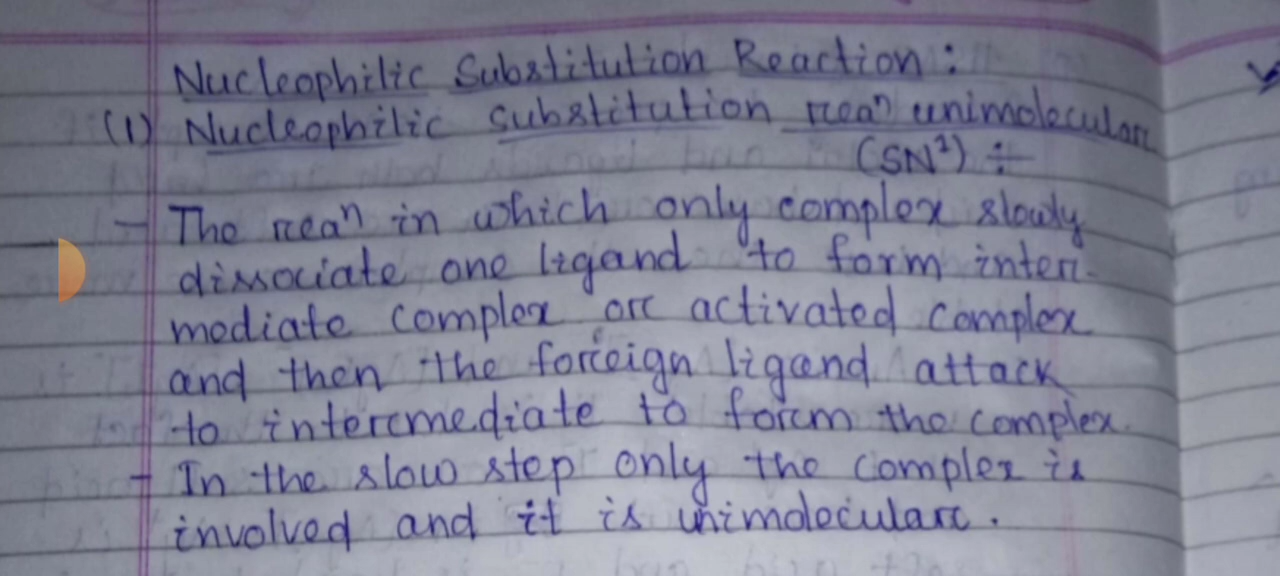 Nucleophilic Substitution Reaction :
(1) Nucleophilic substitution reaⁿ unimolecular
(SN¹) :-
- The reaⁿ in which only complex slowly
dissociate one ligand to form inter-
mediate complex or activated complex
and then the foreign ligand attack
to intermediate to form the complex.
- In the slow step only the complex is
involved and it is unimolecular.